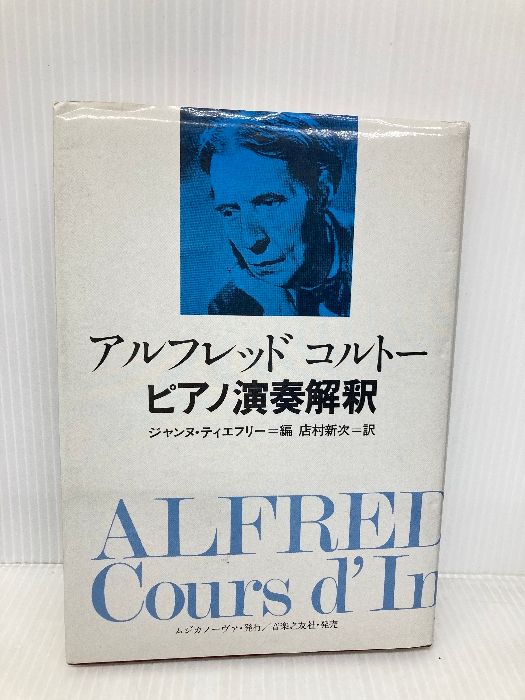 アルフレッド コルトー
ピアノ演奏解釈
ジャンヌ・ティエフリー＝編 店村新次＝訳
ALFRED
Cours d'In
ムジカノーヴァ・発行／音楽之友社・発売